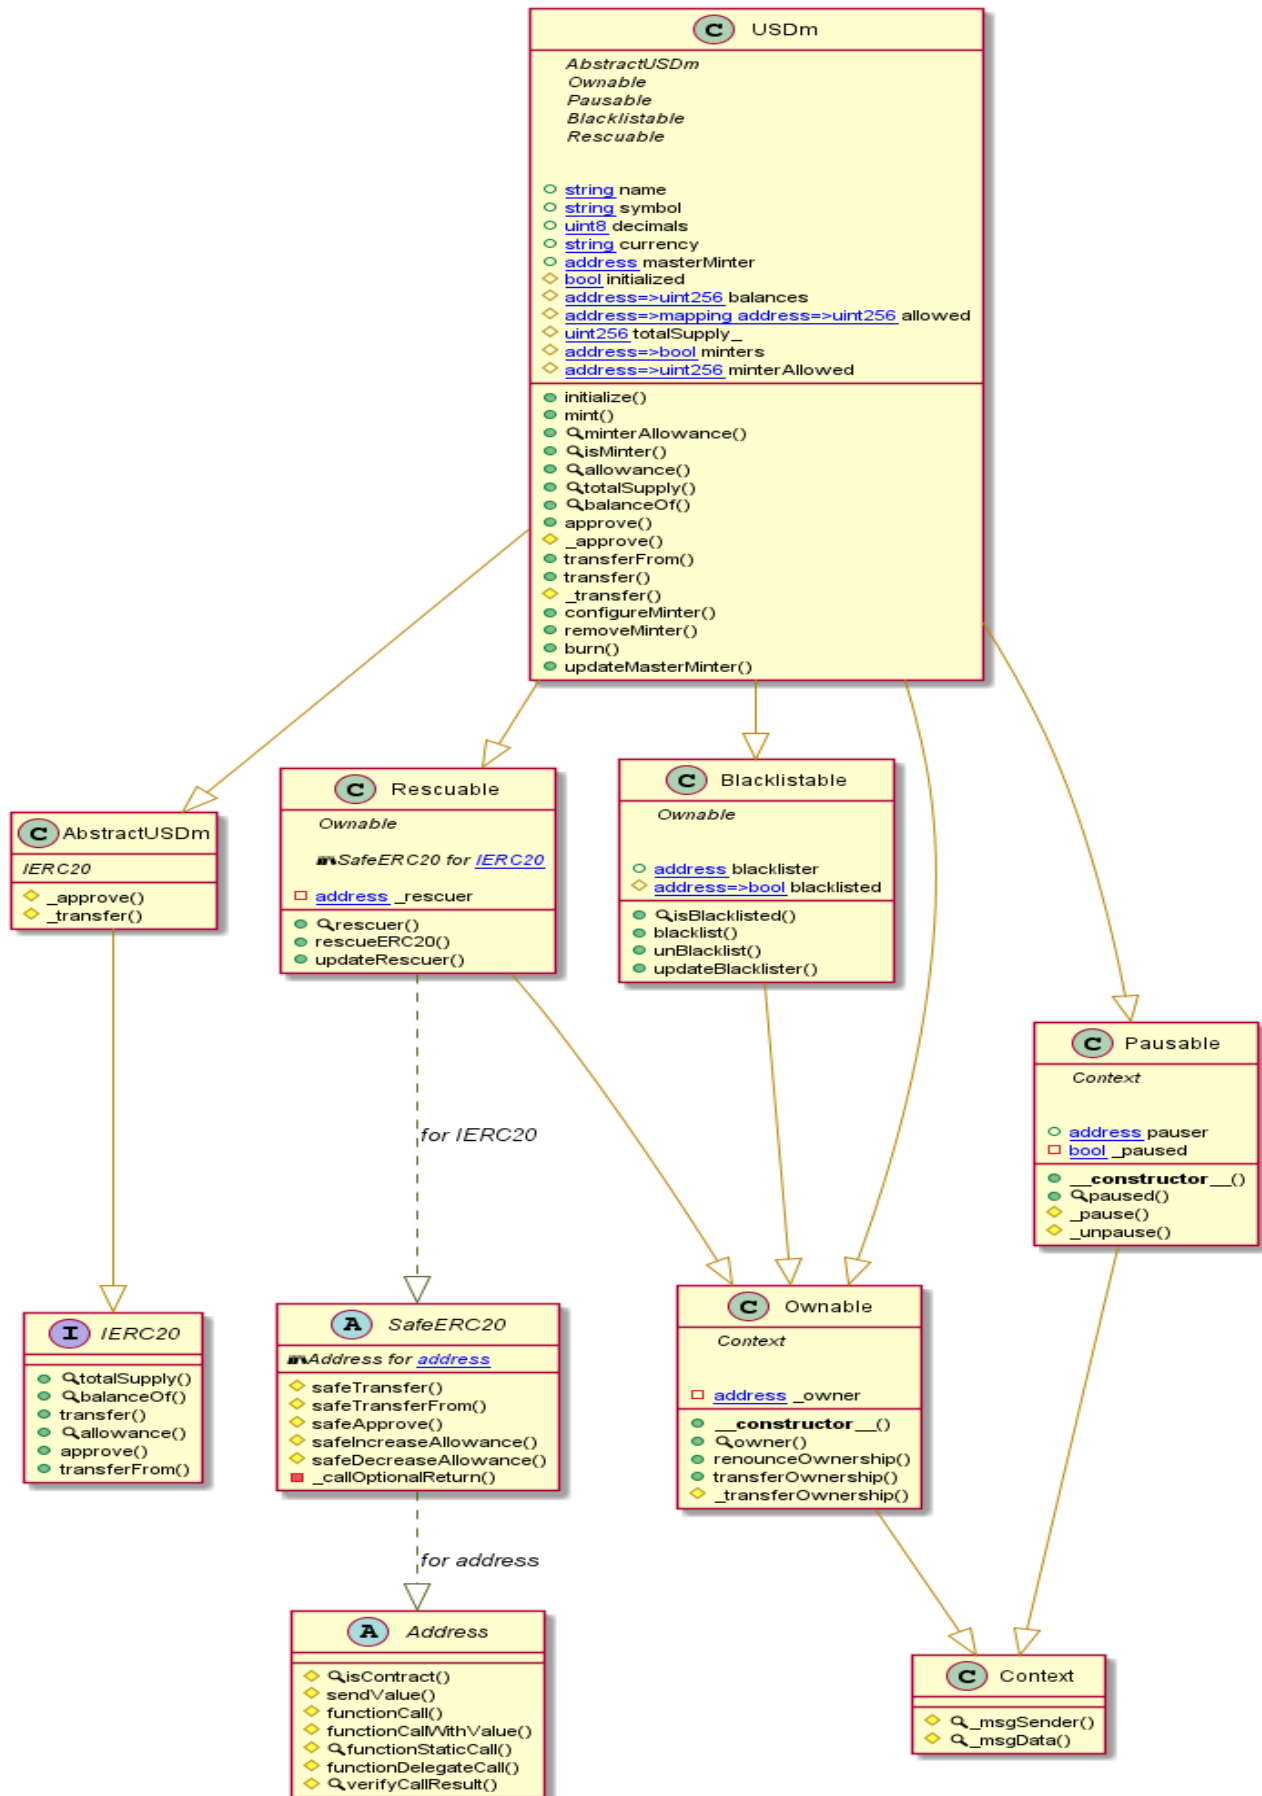 C USDm
AbstractUSDm
Ownable
Pausable
Blacklistable
Rescuable
string name
string symbol
uint8 decimals
string currency
address masterMinter
bool initialized
address=>uint256 balances
address=>mapping address=>uint256 allowed
uint256 totalSupply_
address=>bool minters
address=>uint256 minterAllowed
initialize()
mint()
minterAllowance()
isMinter()
allowance()
totalSupply()
balanceOf()
approve()
_approve()
transferFrom()
transfer()
_transfer()
configureMinter()
removeMinter()
burn()
updateMasterMinter()
C AbstractUSDm
IERC20
_approve()
_transfer()
C Rescuable
Ownable
SafeERC20 for IERC20
address _rescuer
rescuer()
rescueERC20()
updateRescuer()
C Blacklistable
Ownable
address blacklister
address=>bool blacklisted
isBlacklisted()
blacklist()
unBlacklist()
updateBlacklister()
C Pausable
Context
address pauser
bool _paused
__constructor__()
paused()
_pause()
_unpause()
for IERC20
I IERC20
totalSupply()
balanceOf()
transfer()
allowance()
approve()
transferFrom()
A SafeERC20
Address for address
safeTransfer()
safeTransferFrom()
safeApprove()
safeIncreaseAllowance()
safeDecreaseAllowance()
_callOptionalReturn()
C Ownable
Context
address _owner
__constructor__()
owner()
renounceOwnership()
transferOwnership()
_transferOwnership()
for address
A Address
isContract()
sendValue()
functionCall()
functionCallWithValue()
functionStaticCall()
functionDelegateCall()
verifyCallResult()
C Context
_msgSender()
_msgData()